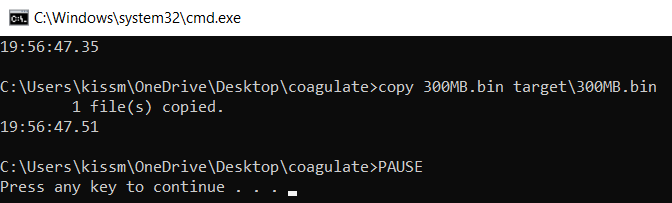 C:\Windows\system32\cmd.exe
19:56:47.35
C:\Users\kissm\OneDrive\Desktop\coagulate>copy 300MB.bin target\300MB.bin
        1 file(s) copied.
19:56:47.51
C:\Users\kissm\OneDrive\Desktop\coagulate>PAUSE
Press any key to continue . . .